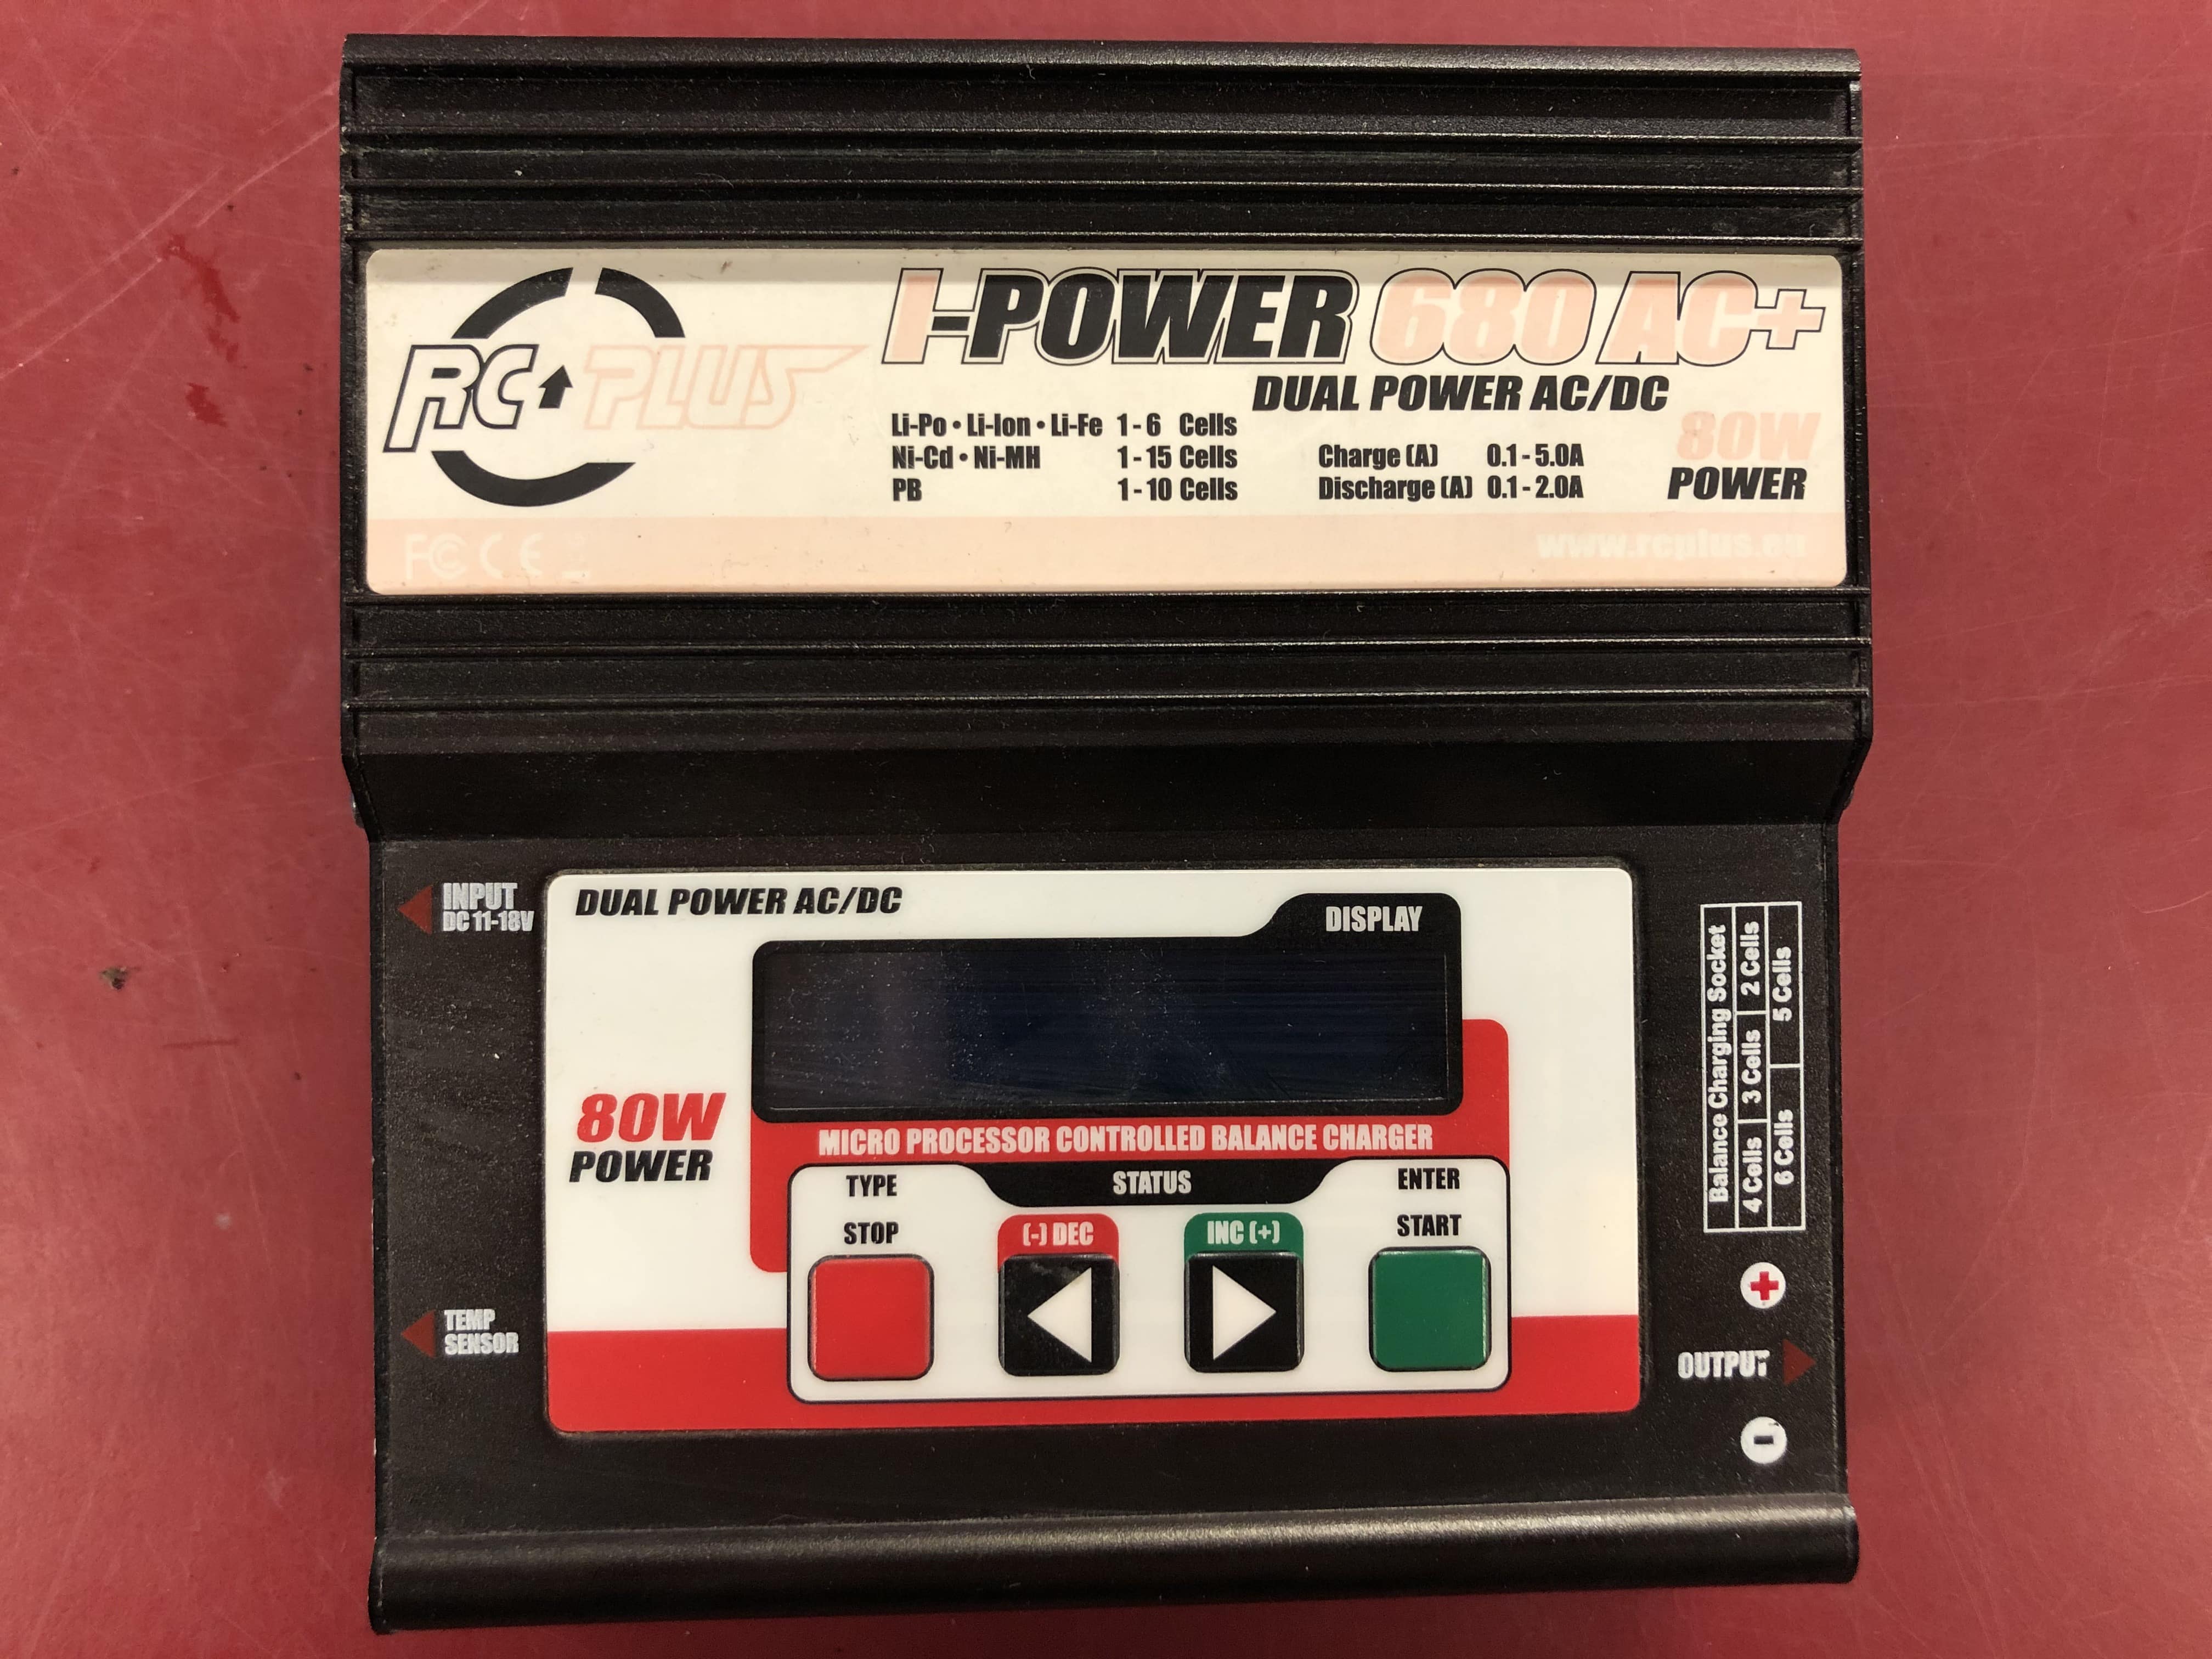 RC PLUS
I-POWER 680 AC+
DUAL POWER AC/DC
Li-Po • Li-Ion • Li-Fe 1 - 6 Cells
Ni-Cd • Ni-MH 1 - 15 Cells
PB 1 - 10 Cells
Charge (A) 0.1 - 5.0A
Discharge (A) 0.1 - 2.0A
80W
POWER
FC CE
www.rcplus.eu
INPUT
DC 11-18V
DUAL POWER AC/DC
DISPLAY
80W
POWER
MICRO PROCESSOR CONTROLLED BALANCE CHARGER
TYPE
STATUS
ENTER
STOP
(-) DEC
INC (+)
START
TEMP
SENSOR
Balance Charging Socket
4 Cells 3 Cells 2 Cells
6 Cells 5 Cells
+
OUTPUT
-